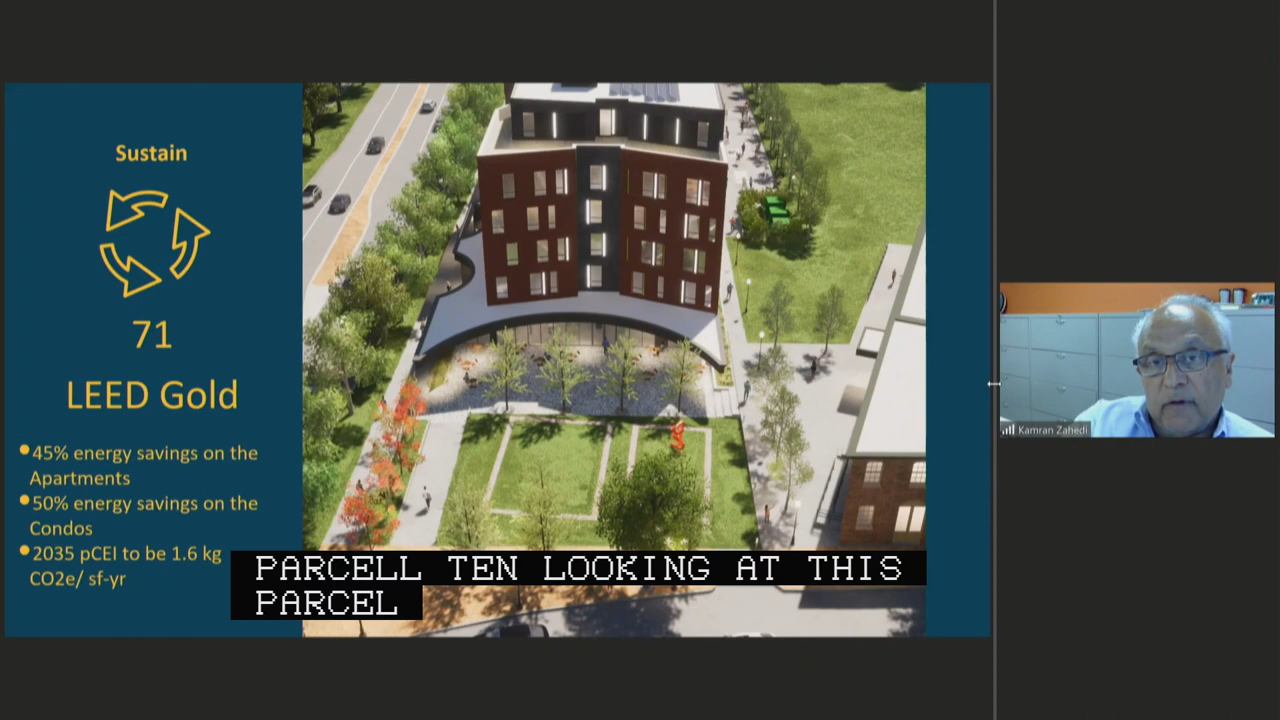 Sustain
71
LEED Gold
45% energy savings on the
Apartments
50% energy savings on the
Condos
2035 pCEI to be 1.6 kg
CO2e/ sf-yr
PARCELL TEN LOOKING AT THIS
PARCEL
Kamran Zahedi